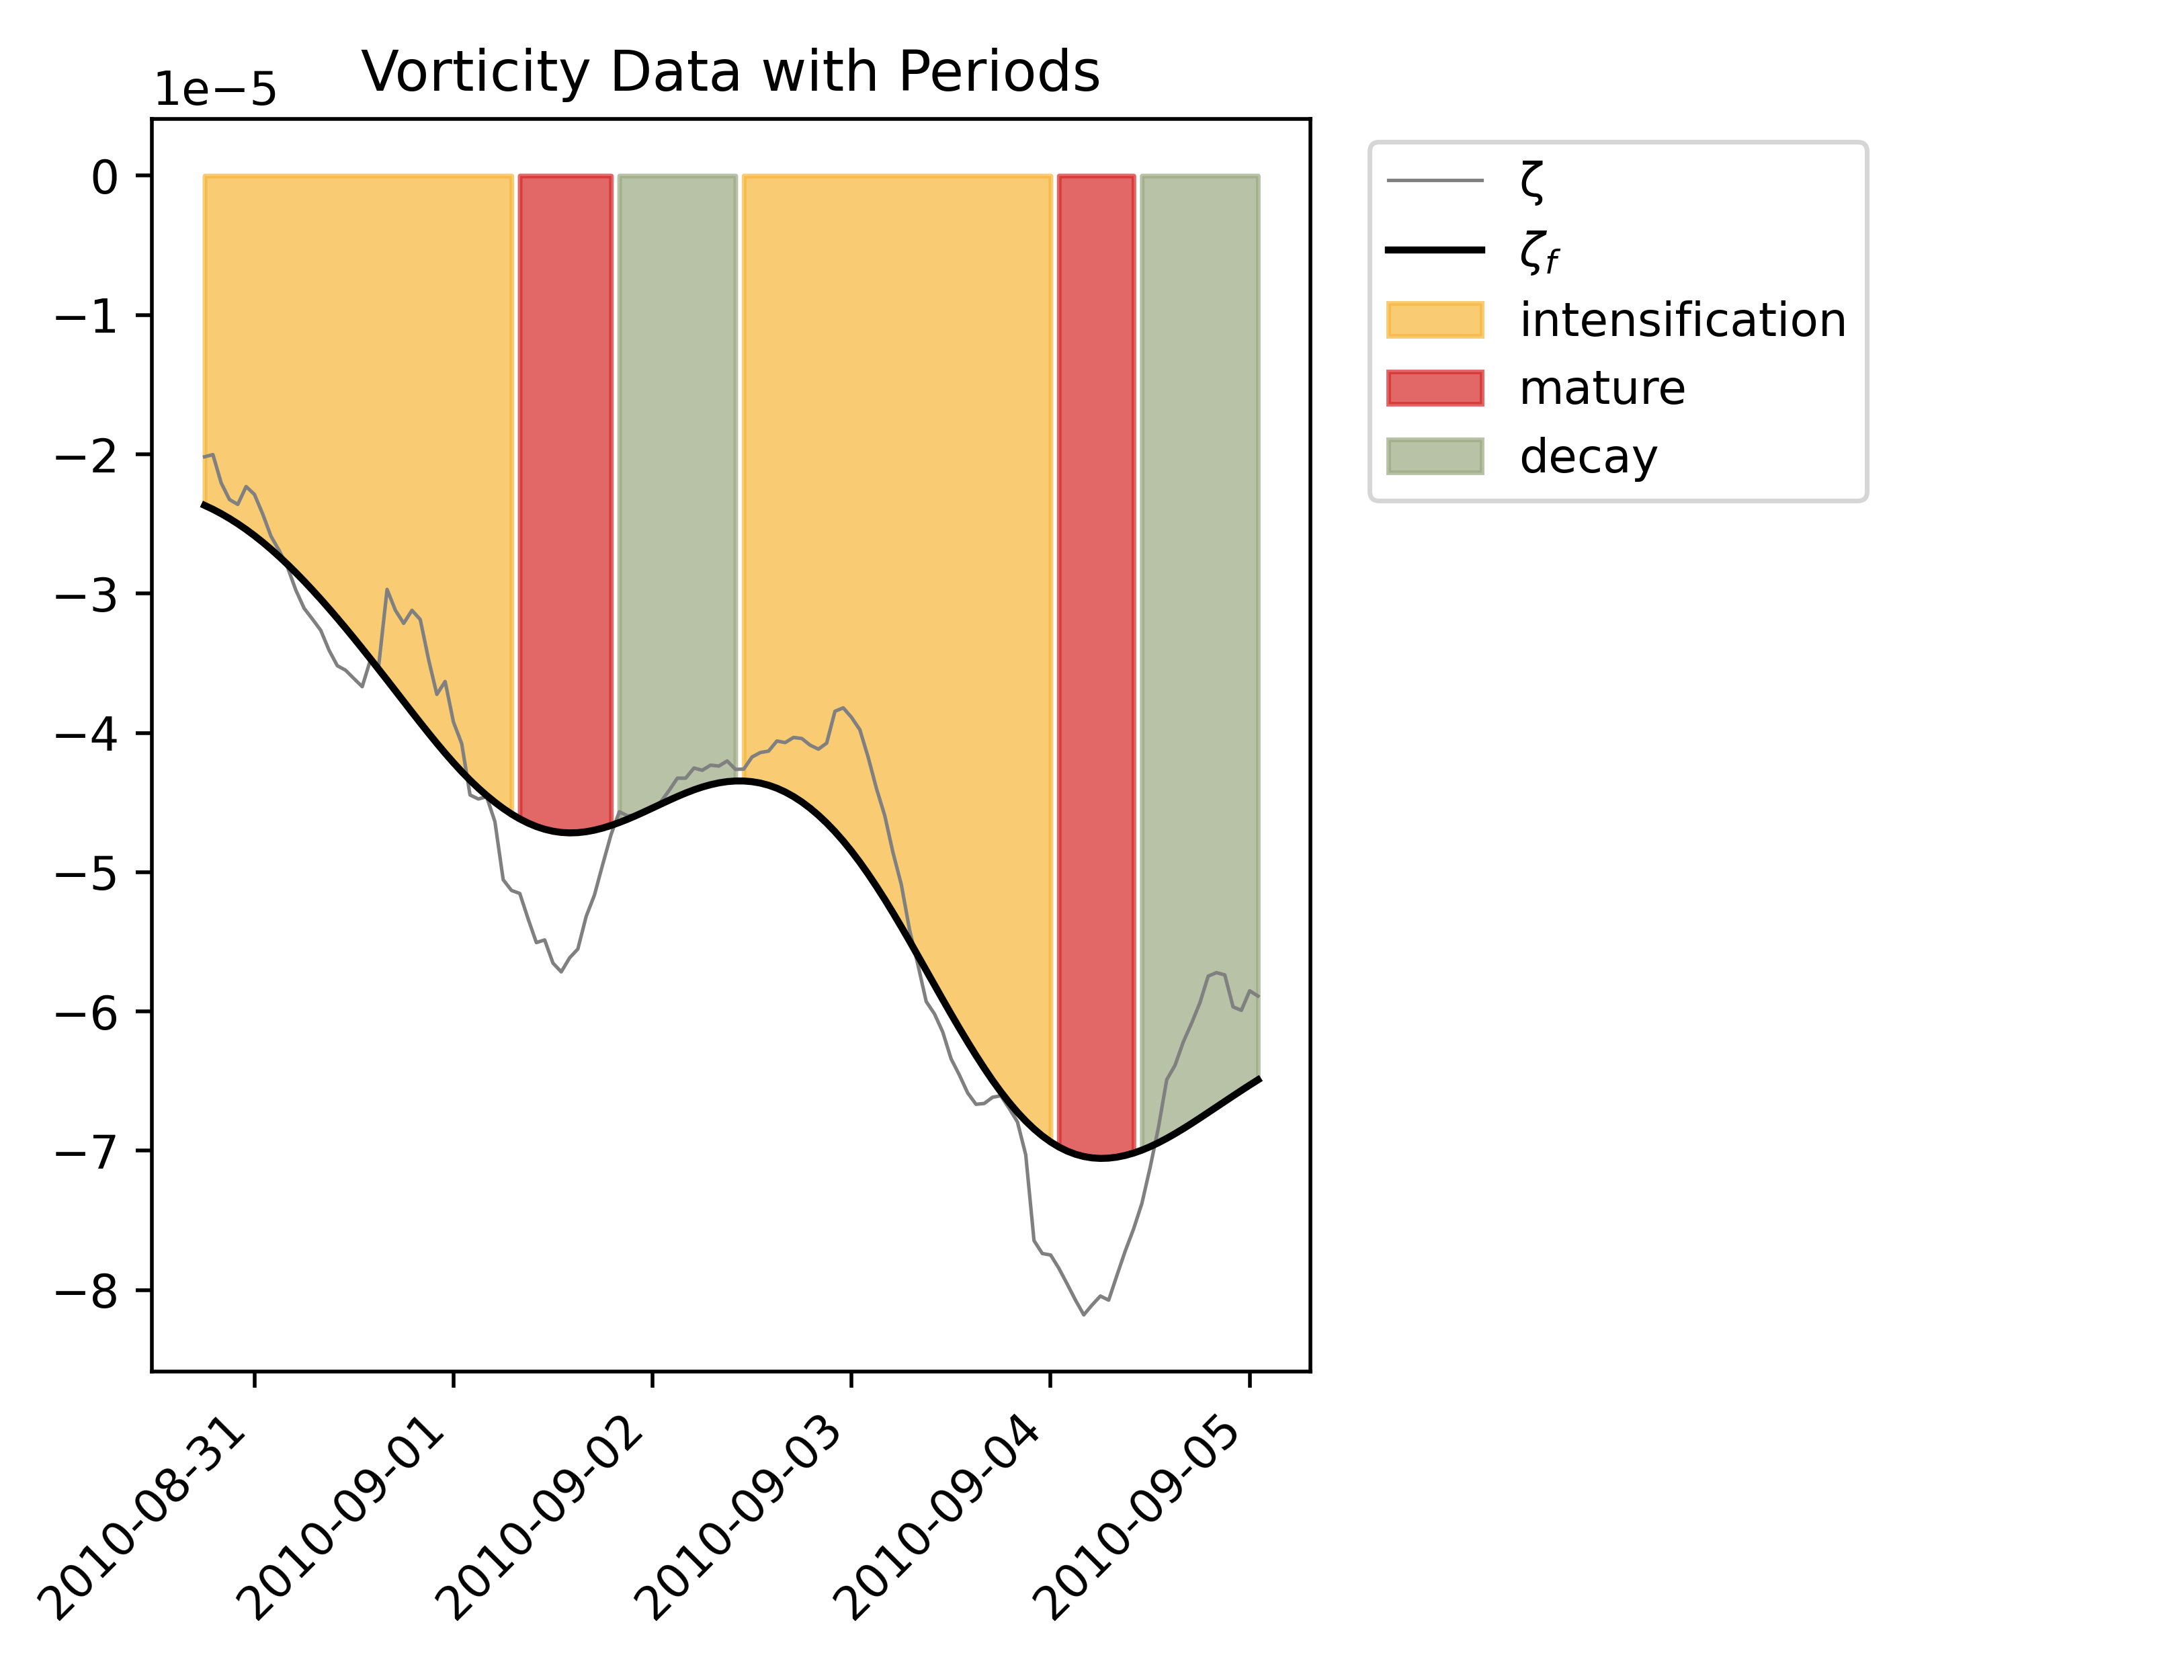 Vorticity Data with Periods
1e−5
0
−1
−2
−3
−4
−5
−6
−7
−8
2010-08-31
2010-09-01
2010-09-02
2010-09-03
2010-09-04
2010-09-05
ζ
ζf
intensification
mature
decay